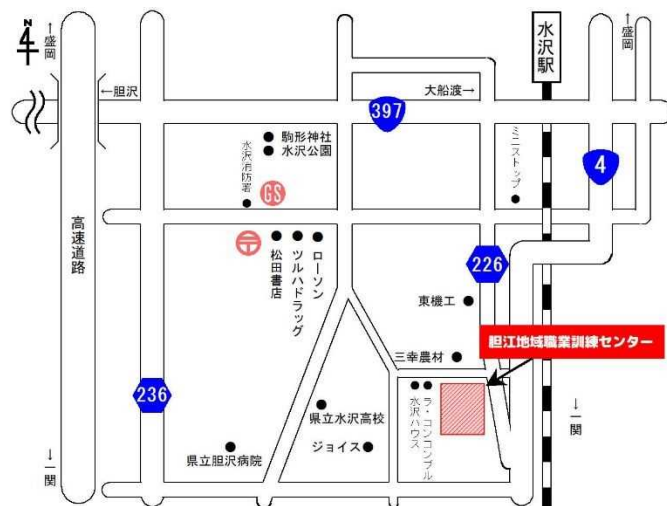 N
↑盛岡
水沢駅
↑盛岡
←胆沢
大船渡→
397
4
駒形神社
水沢公園
水沢消防署
GS
ミニストップ
高速道路
〒
松田書店
ツルハドラッグ
ローソン
226
東機工
胆江地域職業訓練センター
三幸農材
236
水沢ハウス
ラ・コンコンブル
県立水沢高校
ジョイス
県立胆沢病院
↓一関
↓一関